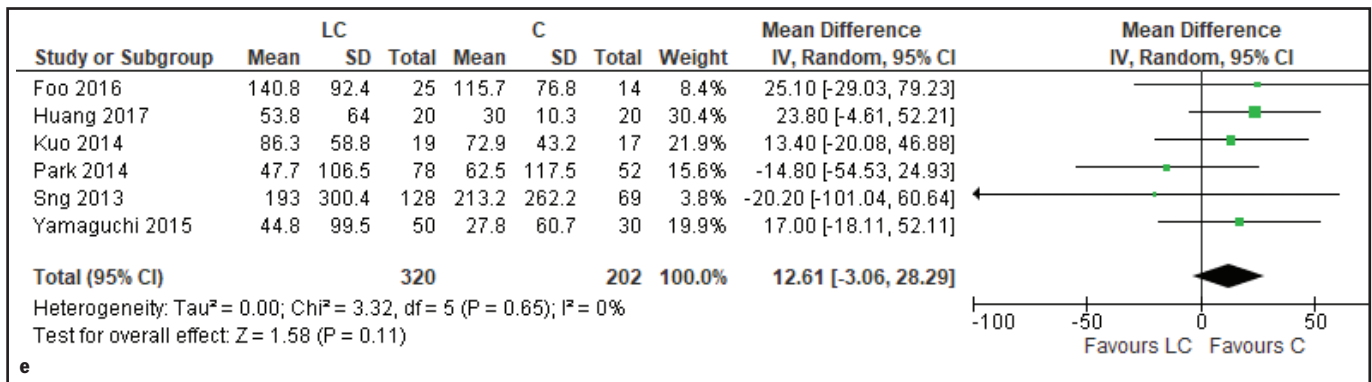 LC C Mean Difference Mean Difference
Study or Subgroup Mean SD Total Mean SD Total Weight IV, Random, 95% CI IV, Random, 95% CI
Foo 2016 140.8 92.4 25 115.7 76.8 14 8.4% 25.10 [-29.03, 79.23]
Huang 2017 53.8 64 20 30 10.3 20 30.4% 23.80 [-4.61, 52.21]
Kuo 2014 86.3 58.8 19 72.9 43.2 17 21.9% 13.40 [-20.08, 46.88]
Park 2014 47.7 106.5 78 62.5 117.5 52 15.6% -14.80 [-54.53, 24.93]
Sng 2013 193 300.4 128 213.2 262.2 69 3.8% -20.20 [-101.04, 60.64]
Yamaguchi 2015 44.8 99.5 50 27.8 60.7 30 19.9% 17.00 [-18.11, 52.11]
Total (95% CI) 320 202 100.0% 12.61 [-3.06, 28.29]
Heterogeneity: Tau² = 0.00; Chi² = 3.32, df = 5 (P = 0.65); I² = 0%
Test for overall effect: Z = 1.58 (P = 0.11)
-100 -50 0 50
Favours LC Favours C
e